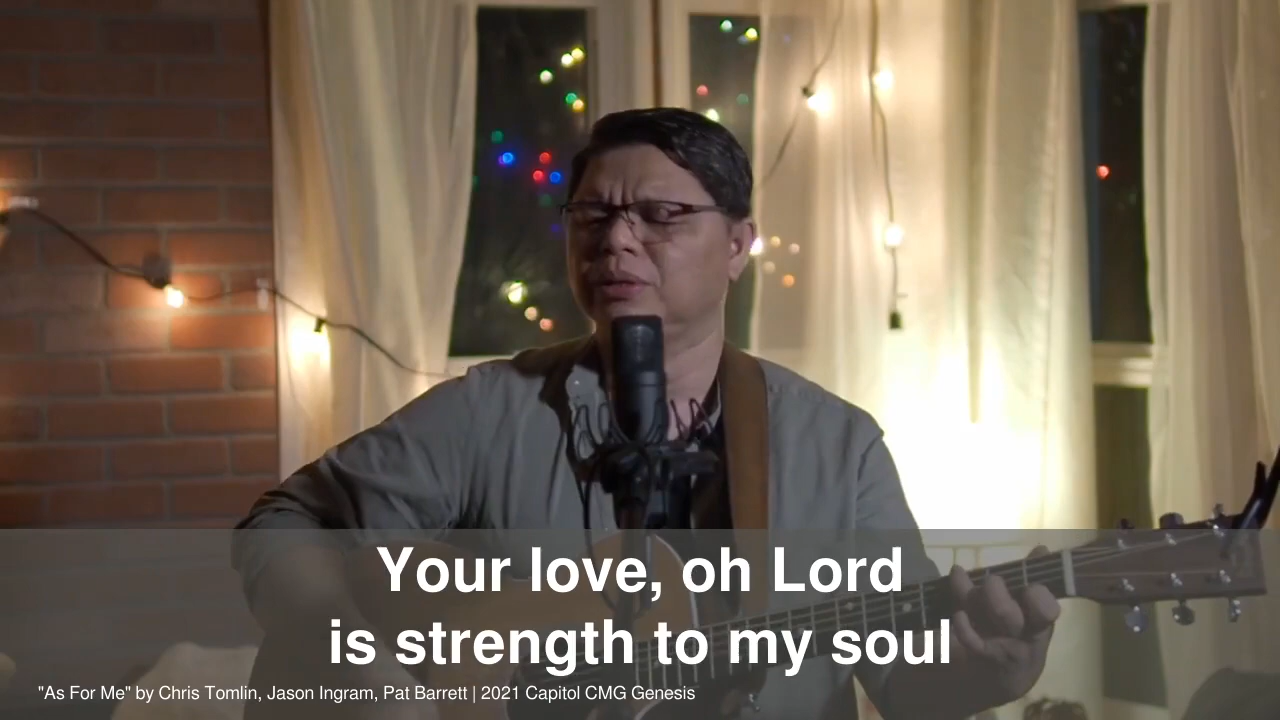 Your love, oh Lord
is strength to my soul
"As For Me" by Chris Tomlin, Jason Ingram, Pat Barrett | 2021 Capitol CMG Genesis